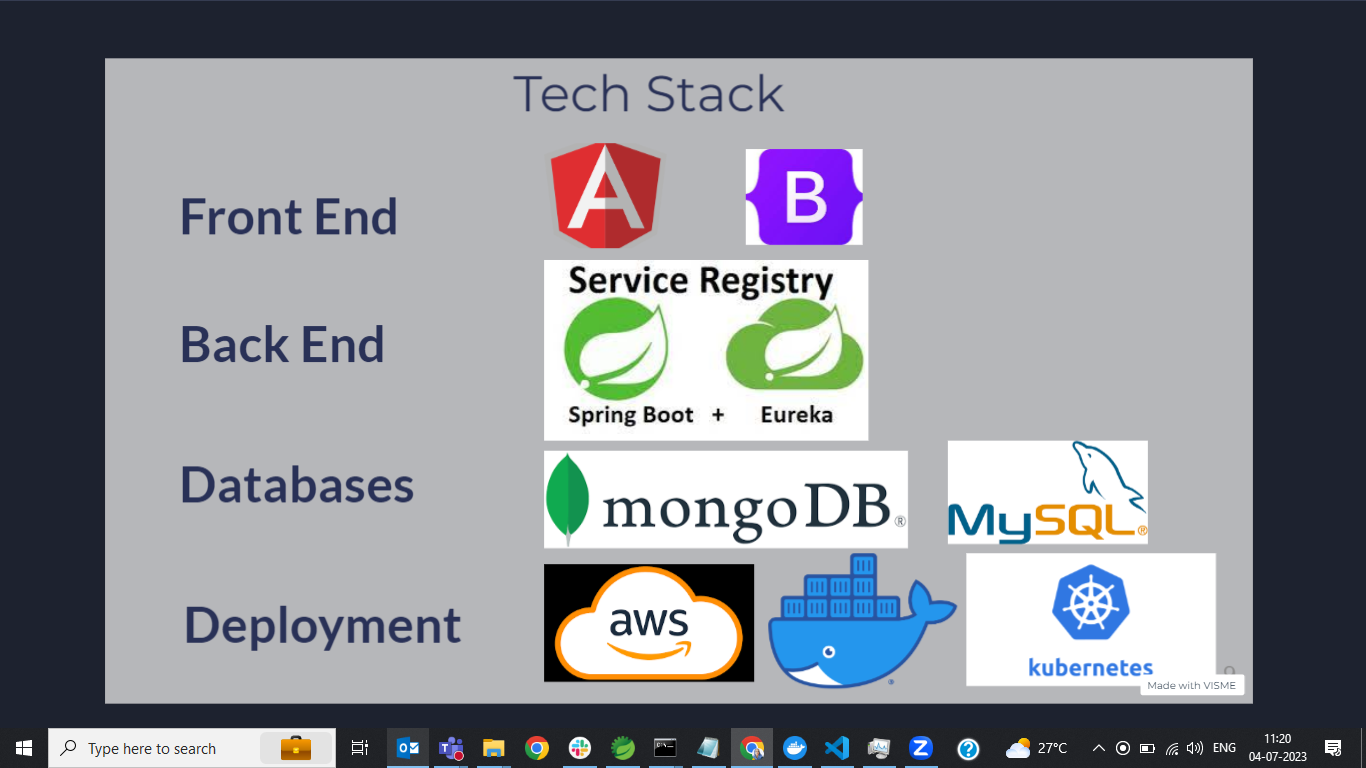 Tech Stack
Front End
A
B
Back End
Service Registry
Spring Boot + Eureka
Databases
mongoDB®
MySQL®
Deployment
aws
kubernetes
Made with VISME
Type here to search
27°C
ENG
11:20
04-07-2023